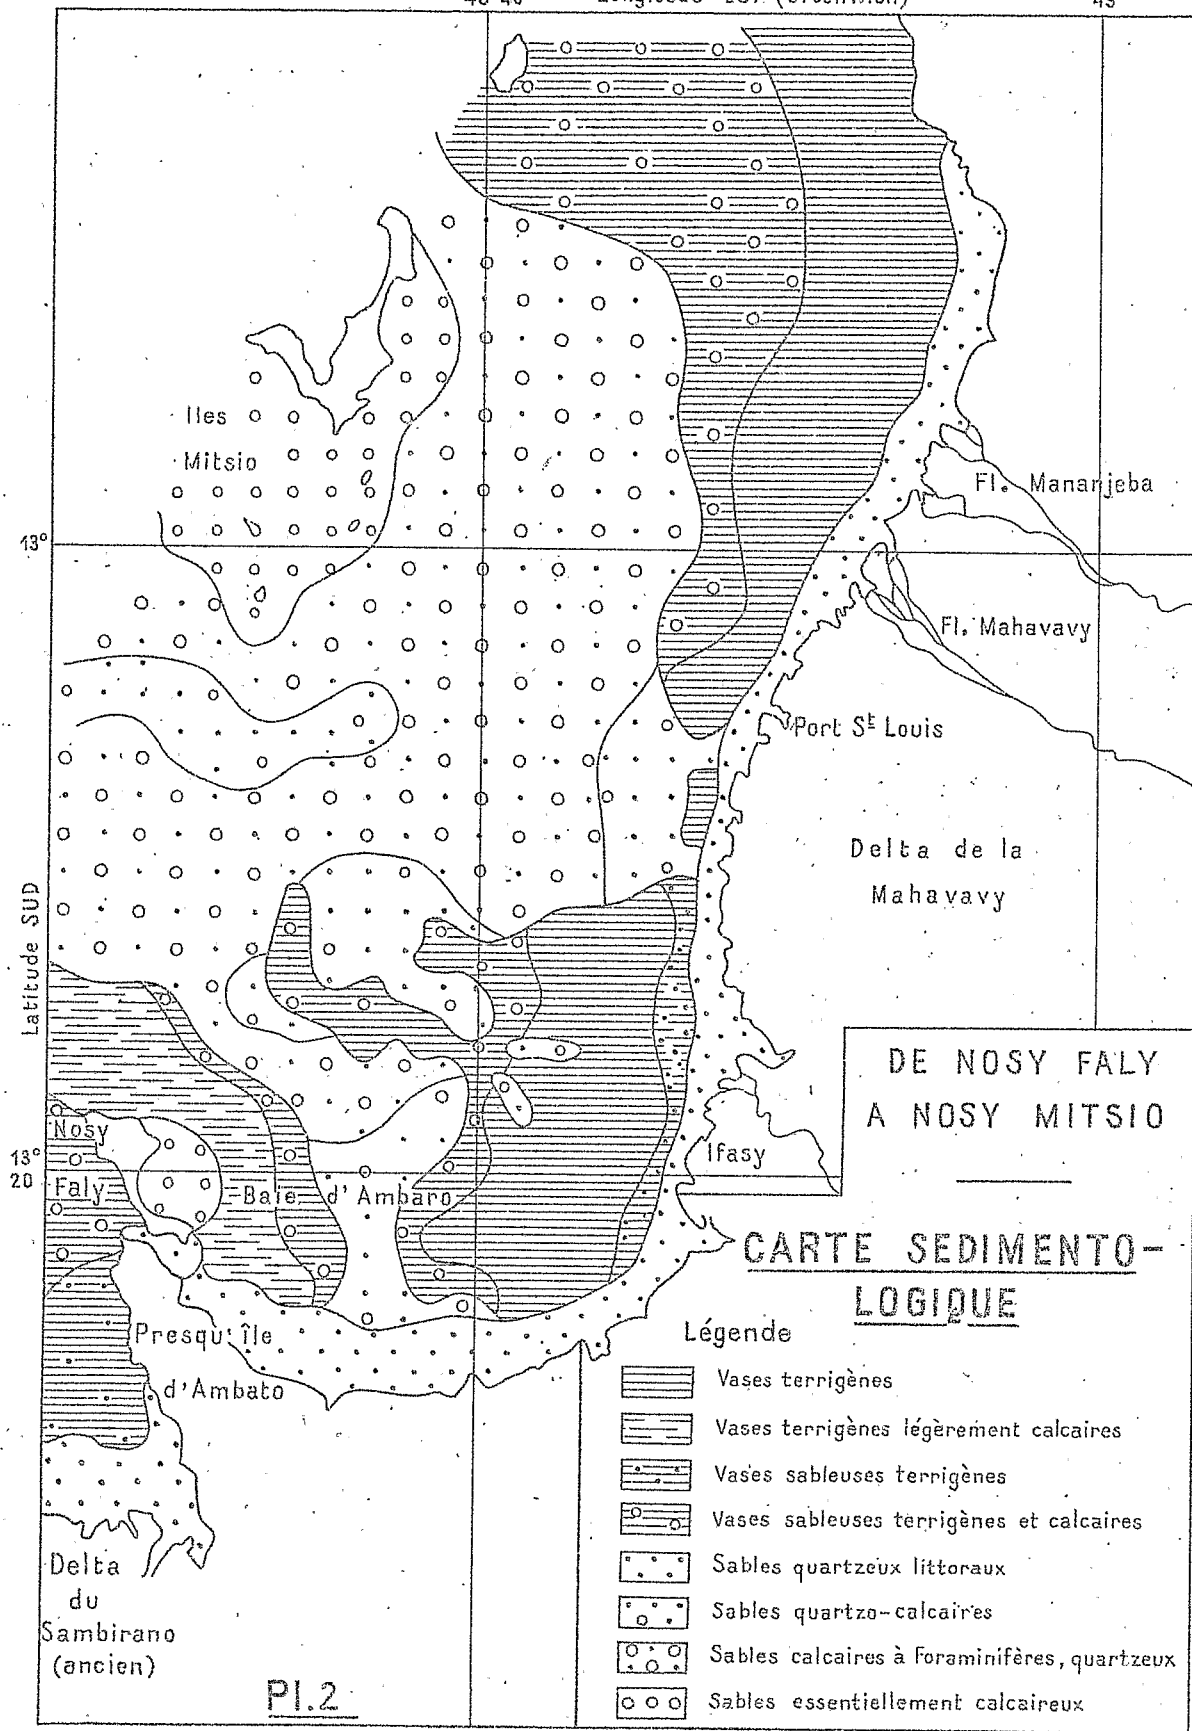 Iles
Mitsio
Fl. Mananjeba
13°
Fl. Mahavavy
Port St Louis
Delta de la
Mahavavy
Latitude SUD
DE NOSY FALY
A NOSY MITSIO
Nosy
Faly
13°
20
Baie d'Ambaro
Ifasy
CARTE SEDIMENTO-
LOGIQUE
Presqu'île
d'Ambato
Légende
Vases terrigènes
Vases terrigènes légèrement calcaires
Vases sableuses terrigènes
Vases sableuses terrigènes et calcaires
Sables quartzeux littoraux
Sables quartzo-calcaires
Sables calcaires à Foraminifères, quartzeux
Sables essentiellement calcaireux
Delta
du
Sambirano
(ancien)
Pl.2